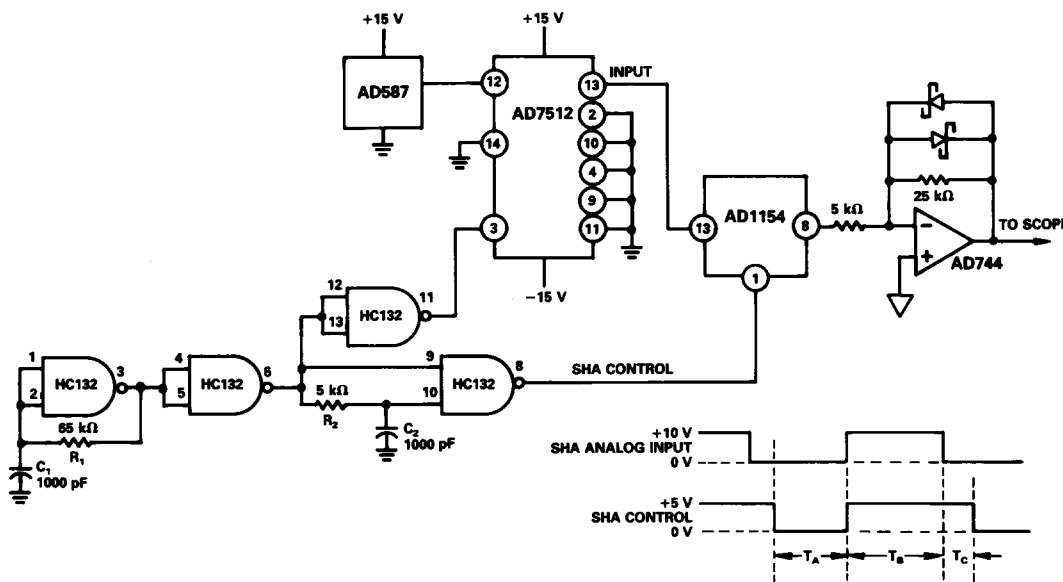 +15 V
AD587
+15 V
12
14
3
AD7512
13
2
10
4
9
11
−15 V
INPUT
13
AD1154
8
1
5 kΩ
25 kΩ
−
+
AD744
TO SCOPE
12
13
HC132
11
1
2
HC132
3
65 kΩ
R1
C1
1000 pF
4
5
HC132
6
5 kΩ
R2
C2
1000 pF
9
10
HC132
8
SHA CONTROL
+10 V
SHA ANALOG INPUT
0 V
+5 V
SHA CONTROL
0 V
TA
TB
TC